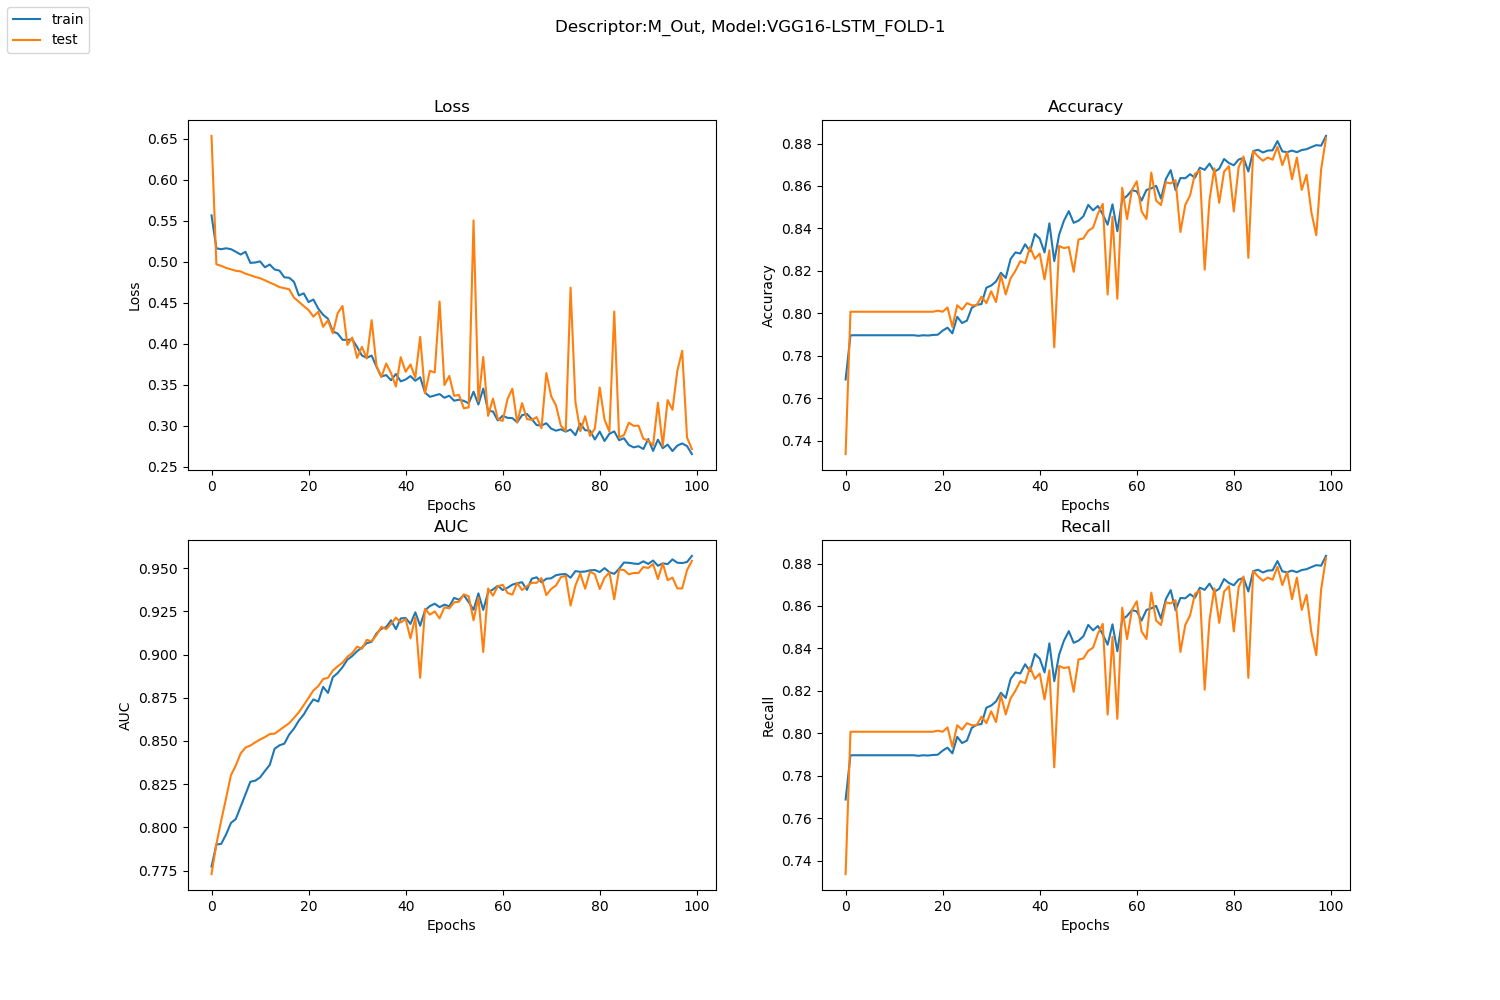 train
test
Descriptor:M_Out, Model:VGG16-LSTM_FOLD-1
Loss
0.65
0.60
0.55
0.50
0.45
0.40
0.35
0.30
0.25
Loss
0 20 40 60 80 100
Epochs
Accuracy
0.88
0.86
0.84
0.82
0.80
0.78
0.76
0.74
Accuracy
0 20 40 60 80 100
Epochs
AUC
0.950
0.925
0.900
0.875
0.850
0.825
0.800
0.775
AUC
0 20 40 60 80 100
Epochs
Recall
0.88
0.86
0.84
0.82
0.80
0.78
0.76
0.74
Recall
0 20 40 60 80 100
Epochs